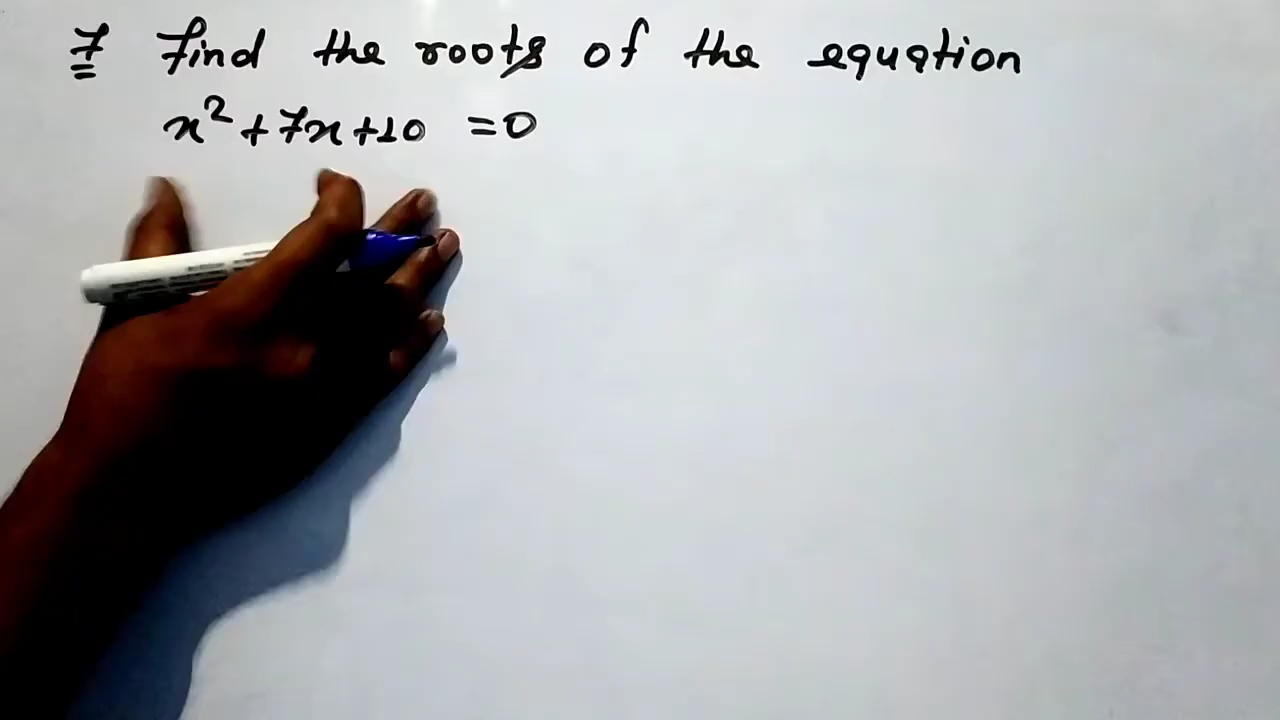 7 Find the roots of the equation
x² + 7x + 10 = 0